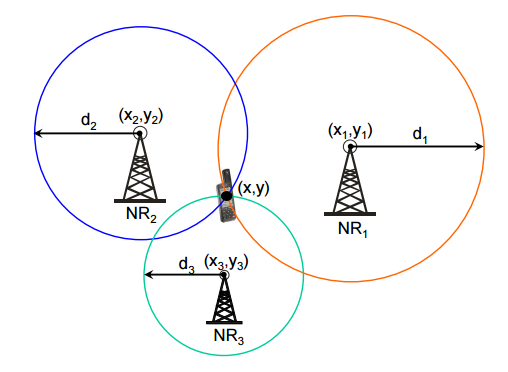 (x₂,y₂)
d₂
(x₁,y₁)
d₁
NR₂
(x,y)
NR₁
d₃
(x₃,y₃)
NR₃